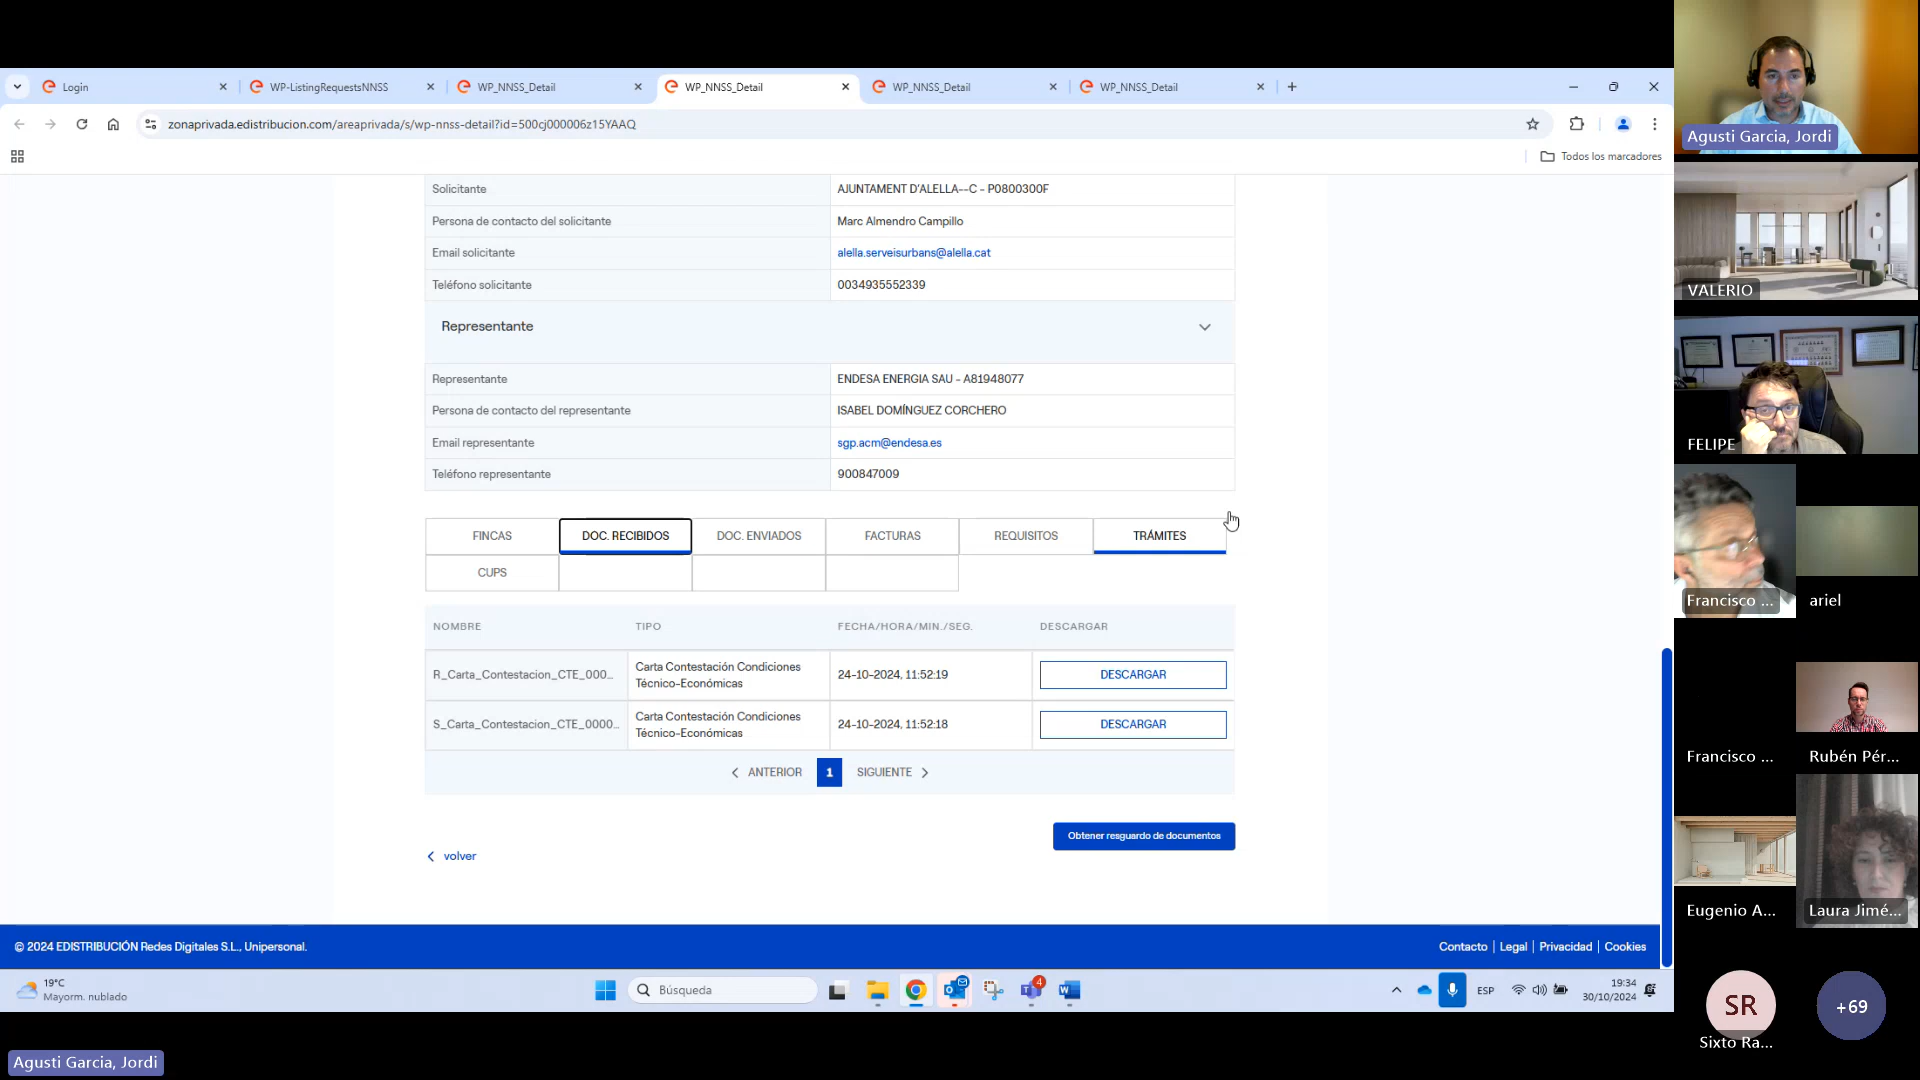 Login
WP-ListingRequestsNNSS
WP_NNSS_Detail
WP_NNSS_Detail
WP_NNSS_Detail
WP_NNSS_Detail
zonaprivada.edistribucion.com/areaprivada/s/wp-nnss-detail?id=500cj000006z15YAAQ
Todos los marcadores
Solicitante AJUNTAMENT D'ALELLA--C - P0800300F
Persona de contacto del solicitante Marc Almendro Campillo
Email solicitante alella.serveisurbans@alella.cat
Teléfono solicitante 0034935552339
Representante
Representante ENDESA ENERGIA SAU - A81948077
Persona de contacto del representante ISABEL DOMÍNGUEZ CORCHERO
Email representante sgp.acm@endesa.es
Teléfono representante 900847009
FINCAS DOC. RECIBIDOS DOC. ENVIADOS FACTURAS REQUISITOS TRÁMITES
CUPS
NOMBRE TIPO FECHA/HORA/MIN./SEG. DESCARGAR
R_Carta_Contestacion_CTE_000... Carta Contestación Condiciones
Técnico-Económicas 24-10-2024, 11:52:19 DESCARGAR
S_Carta_Contestacion_CTE_0000... Carta Contestación Condiciones
Técnico-Económicas 24-10-2024, 11:52:18 DESCARGAR
ANTERIOR 1 SIGUIENTE
Obtener resguardo de documentos
volver
© 2024 EDISTRIBUCIÓN Redes Digitales S.L., Unipersonal.
Contacto | Legal | Privacidad | Cookies
19°C
Mayorm. nublado
Búsqueda
4
ESP
19:34
30/10/2024
Agusti Garcia, Jordi
Agusti Garcia, Jordi
VALERIO
FELIPE
Francisco ...
ariel
Francisco ...
Rubén Pér...
Eugenio A...
Laura Jimé...
SR
Sixto Ra...
+69